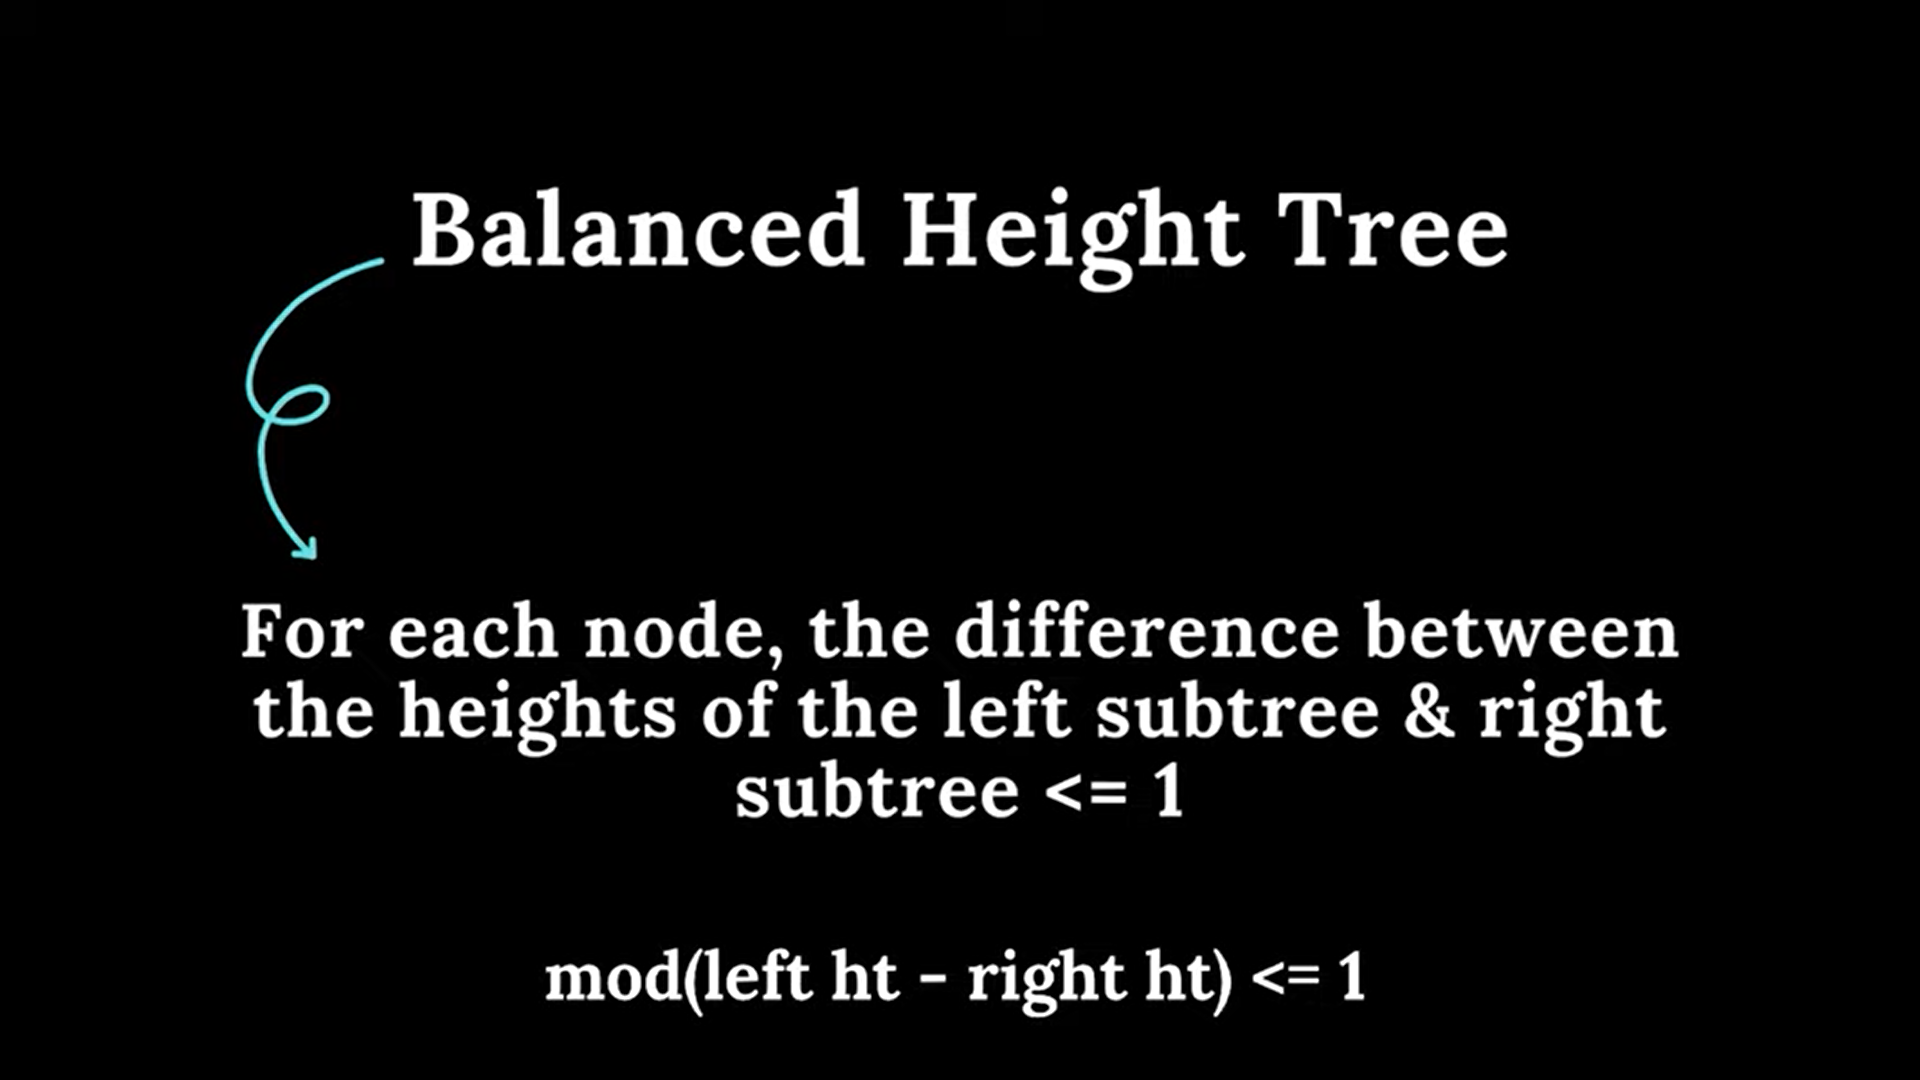 Balanced Height Tree
For each node, the difference between
the heights of the left subtree & right
subtree <= 1
mod(left ht - right ht) <= 1